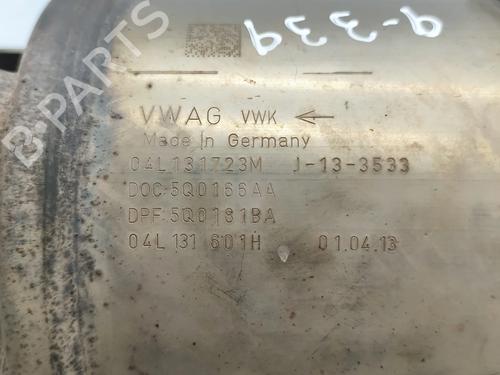 9-339
VWAG VWK ←
Made In Germany
04L131723M J-13-3533
DOC:5Q0166AA
DPF:5Q0181BA
04L 131 601H 01.04.13
B-PARTS